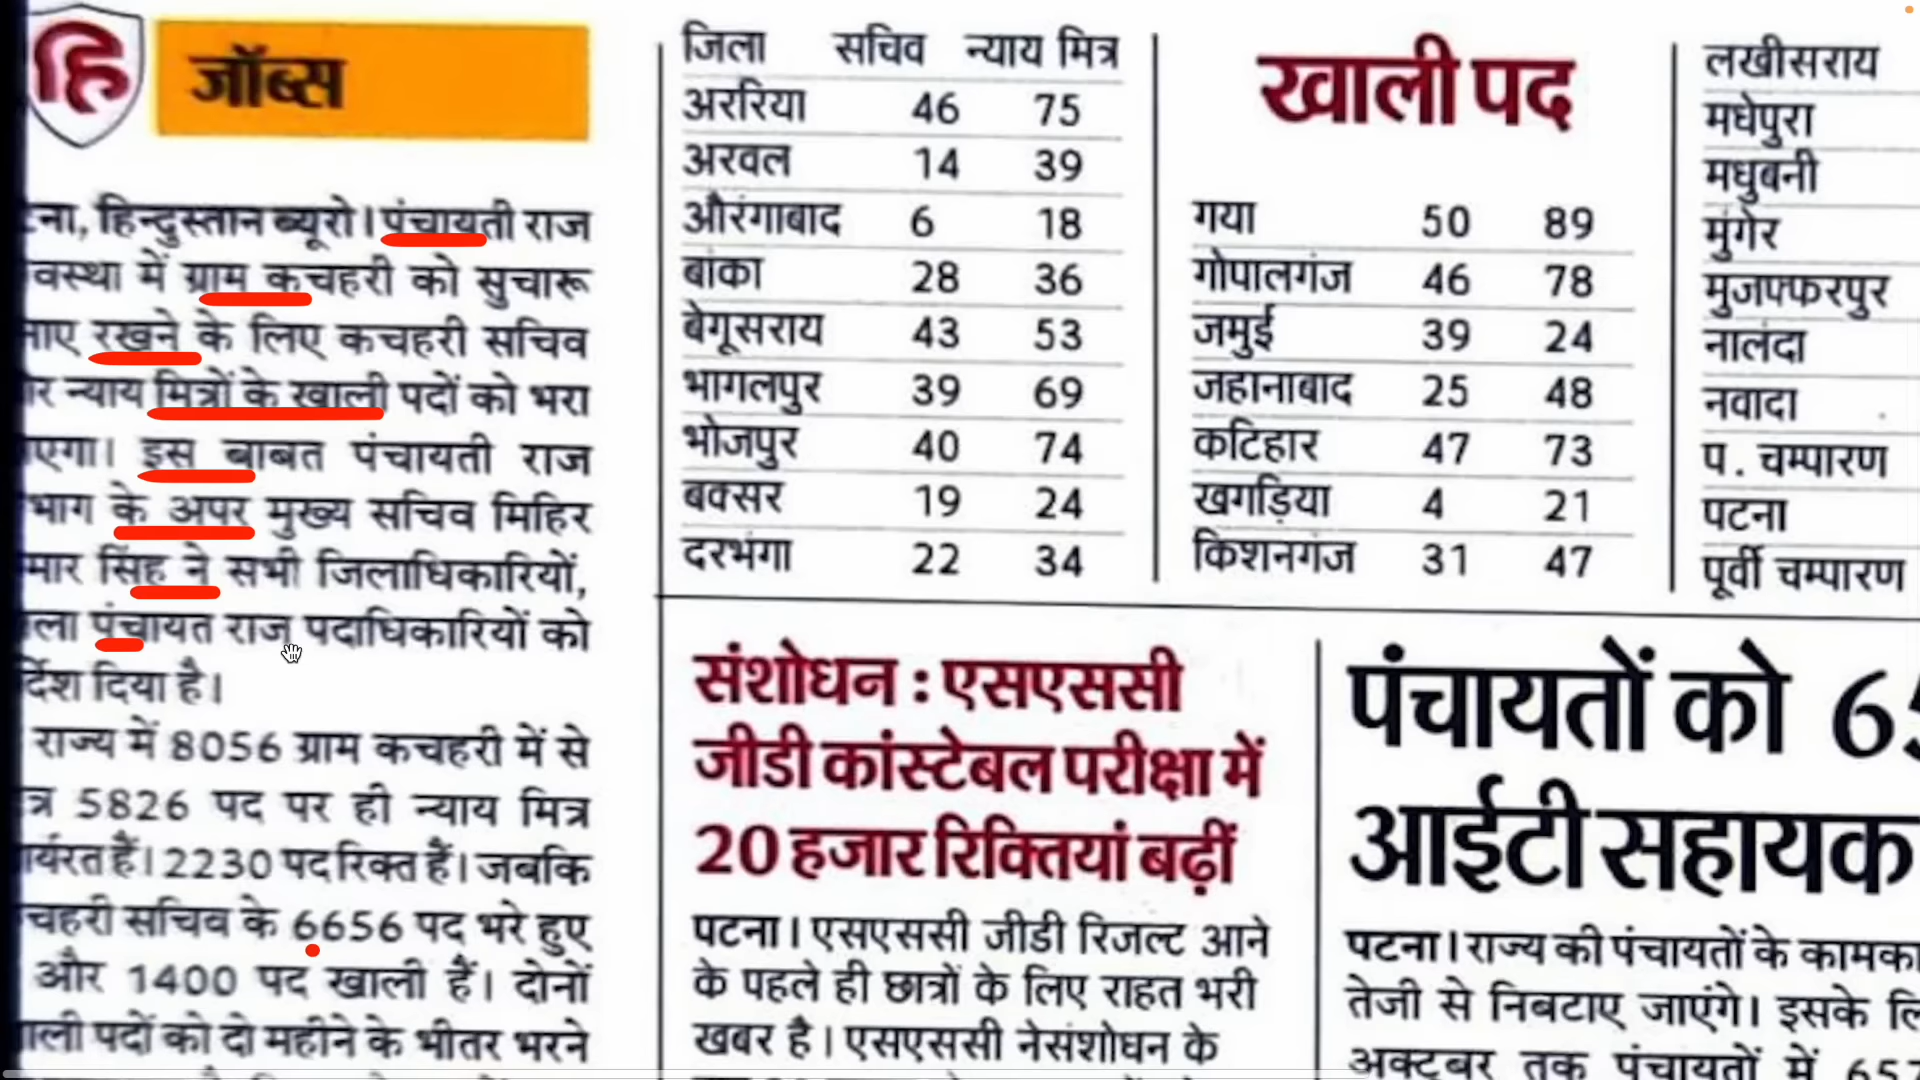 हि
जॉब्स
हिन्दुस्तान ब्यूरो। पंचायती राज
में ग्राम कचहरी को सुचारू
रखने के लिए कचहरी सचिव
न्याय मित्रों के खाली पदों को भरा
इस बाबत पंचायती राज
के अपर मुख्य सचिव मिहिर
सिंह ने सभी जिलाधिकारियों,
पंचायत राज पदाधिकारियों को
दिया है।
राज्य में 8056 ग्राम कचहरी में से
5826 पद पर ही न्याय मित्र
हैं। 2230 पद रिक्त हैं। जबकि
सचिव के 6656 पद भरे हुए
और 1400 पद खाली हैं। दोनों
पदों को दो महीने के भीतर भरने
जिला सचिव न्याय मित्र
अररिया 46 75
अरवल 14 39
औरंगाबाद 6 18
बांका 28 36
बेगूसराय 43 53
भागलपुर 39 69
भोजपुर 40 74
बक्सर 19 24
दरभंगा 22 34
खाली पद
गया 50 89
गोपालगंज 46 78
जमुई 39 24
जहानाबाद 25 48
कटिहार 47 73
खगड़िया 4 21
किशनगंज 31 47
लखीसराय
मधेपुरा
मधुबनी
मुंगेर
मुजफ्फरपुर
नालंदा
नवादा
प. चम्पारण
पटना
पूर्वी चम्पारण
संशोधन : एसएससी
जीडी कांस्टेबल परीक्षा में
20 हजार रिक्तियां बढ़ीं
पटना। एसएससी जीडी रिजल्ट आने
के पहले ही छात्रों के लिए राहत भरी
खबर है। एसएससी नेसंशोधन के
पंचायतों को
आईटी सहायक
पटना। राज्य की पंचायतों के
तेजी से निबटाए जाएंगे। इसके
अक्टूबर तक पंचायतों में